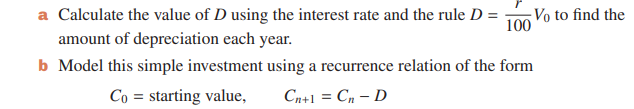 a Calculate the value of D using the interest rate and the rule D = r/100 V₀ to find the
amount of depreciation each year.
b Model this simple investment using a recurrence relation of the form
C₀ = starting value, Cₙ₊₁ = Cₙ − D